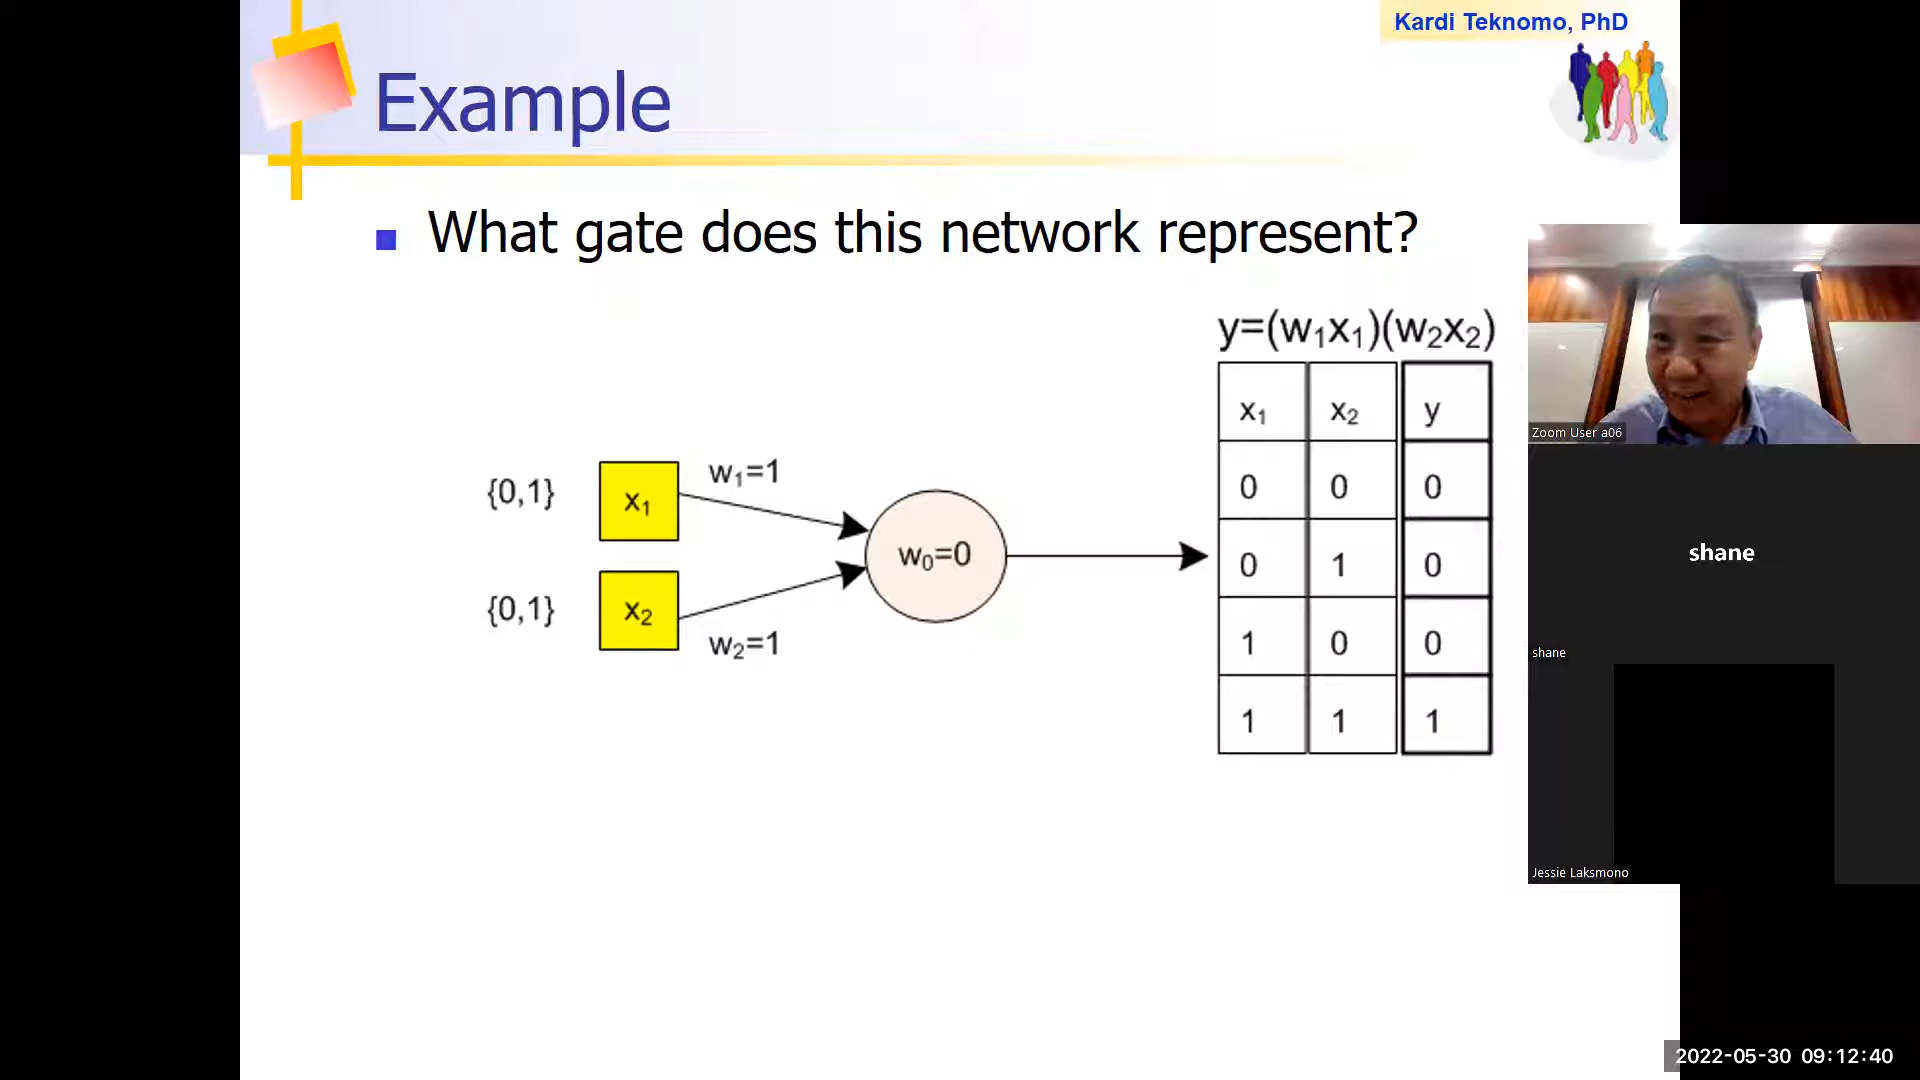 Kardi Teknomo, PhD
Example
What gate does this network represent?
y=(w₁x₁)(w₂x₂)
x₁ x₂ y
0 0 0
0 1 0
1 0 0
1 1 1
{0,1} x₁ w₁=1
w₀=0
{0,1} x₂ w₂=1
Zoom User a06
shane
shane
Jessie Laksmono
2022-05-30 09:12:40